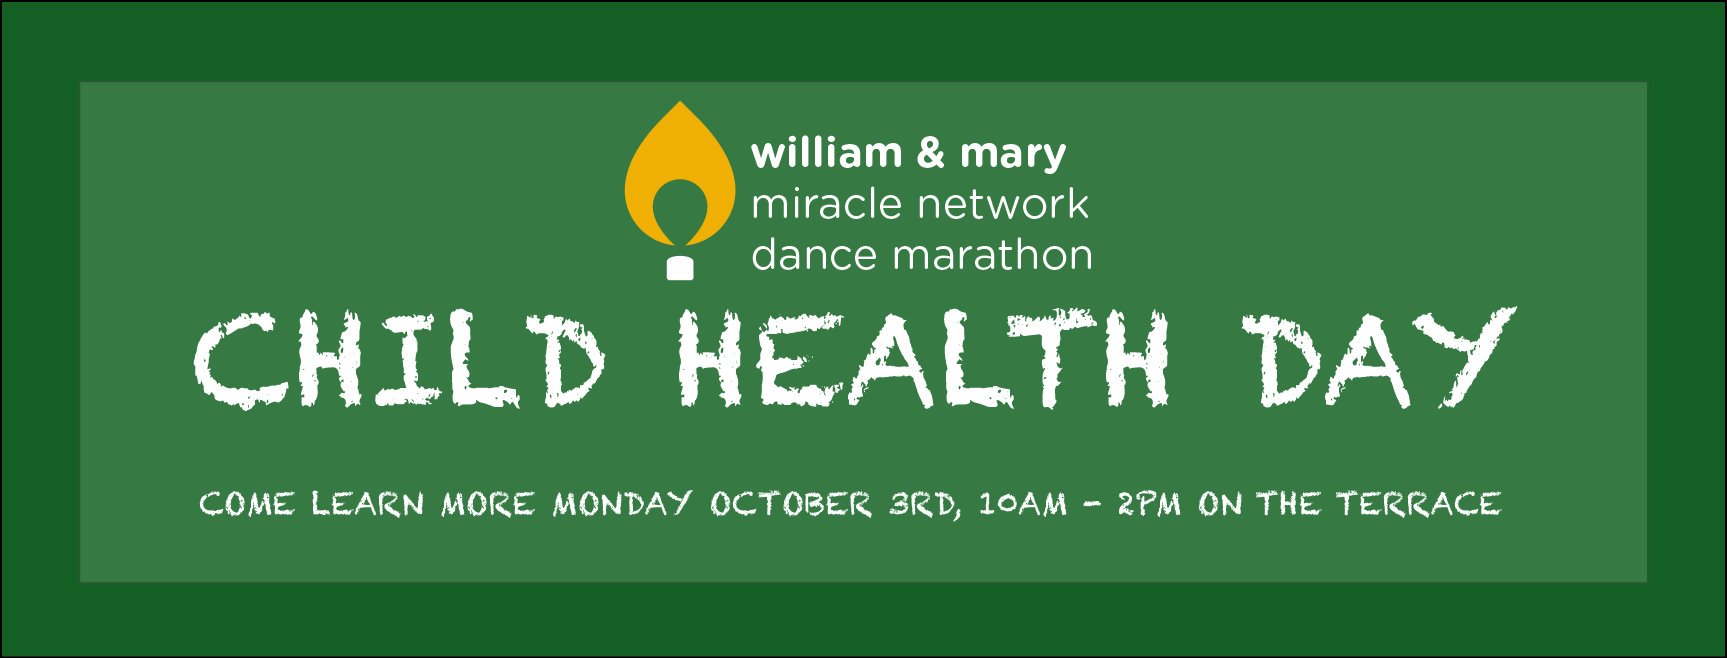 william & mary
miracle network
dance marathon
CHILD HEALTH DAY
COME LEARN MORE MONDAY OCTOBER 3RD, 10AM - 2PM ON THE TERRACE